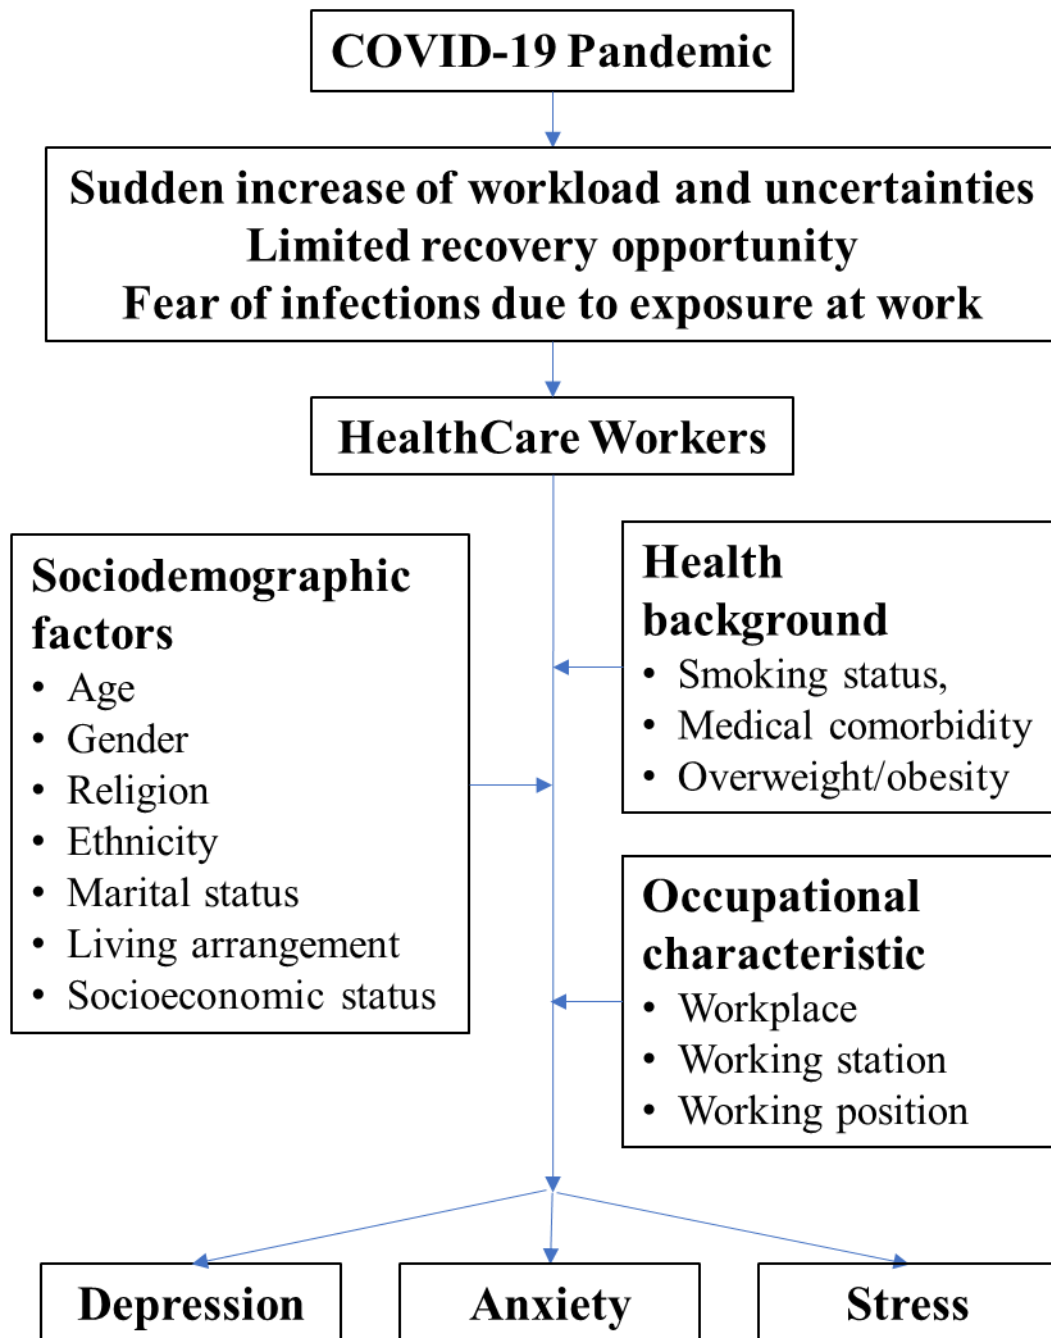 COVID-19 Pandemic
Sudden increase of workload and uncertainties
Limited recovery opportunity
Fear of infections due to exposure at work
HealthCare Workers
Sociodemographic
factors
• Age
• Gender
• Religion
• Ethnicity
• Marital status
• Living arrangement
• Socioeconomic status
Health
background
• Smoking status,
• Medical comorbidity
• Overweight/obesity
Occupational
characteristic
• Workplace
• Working station
• Working position
Depression
Anxiety
Stress